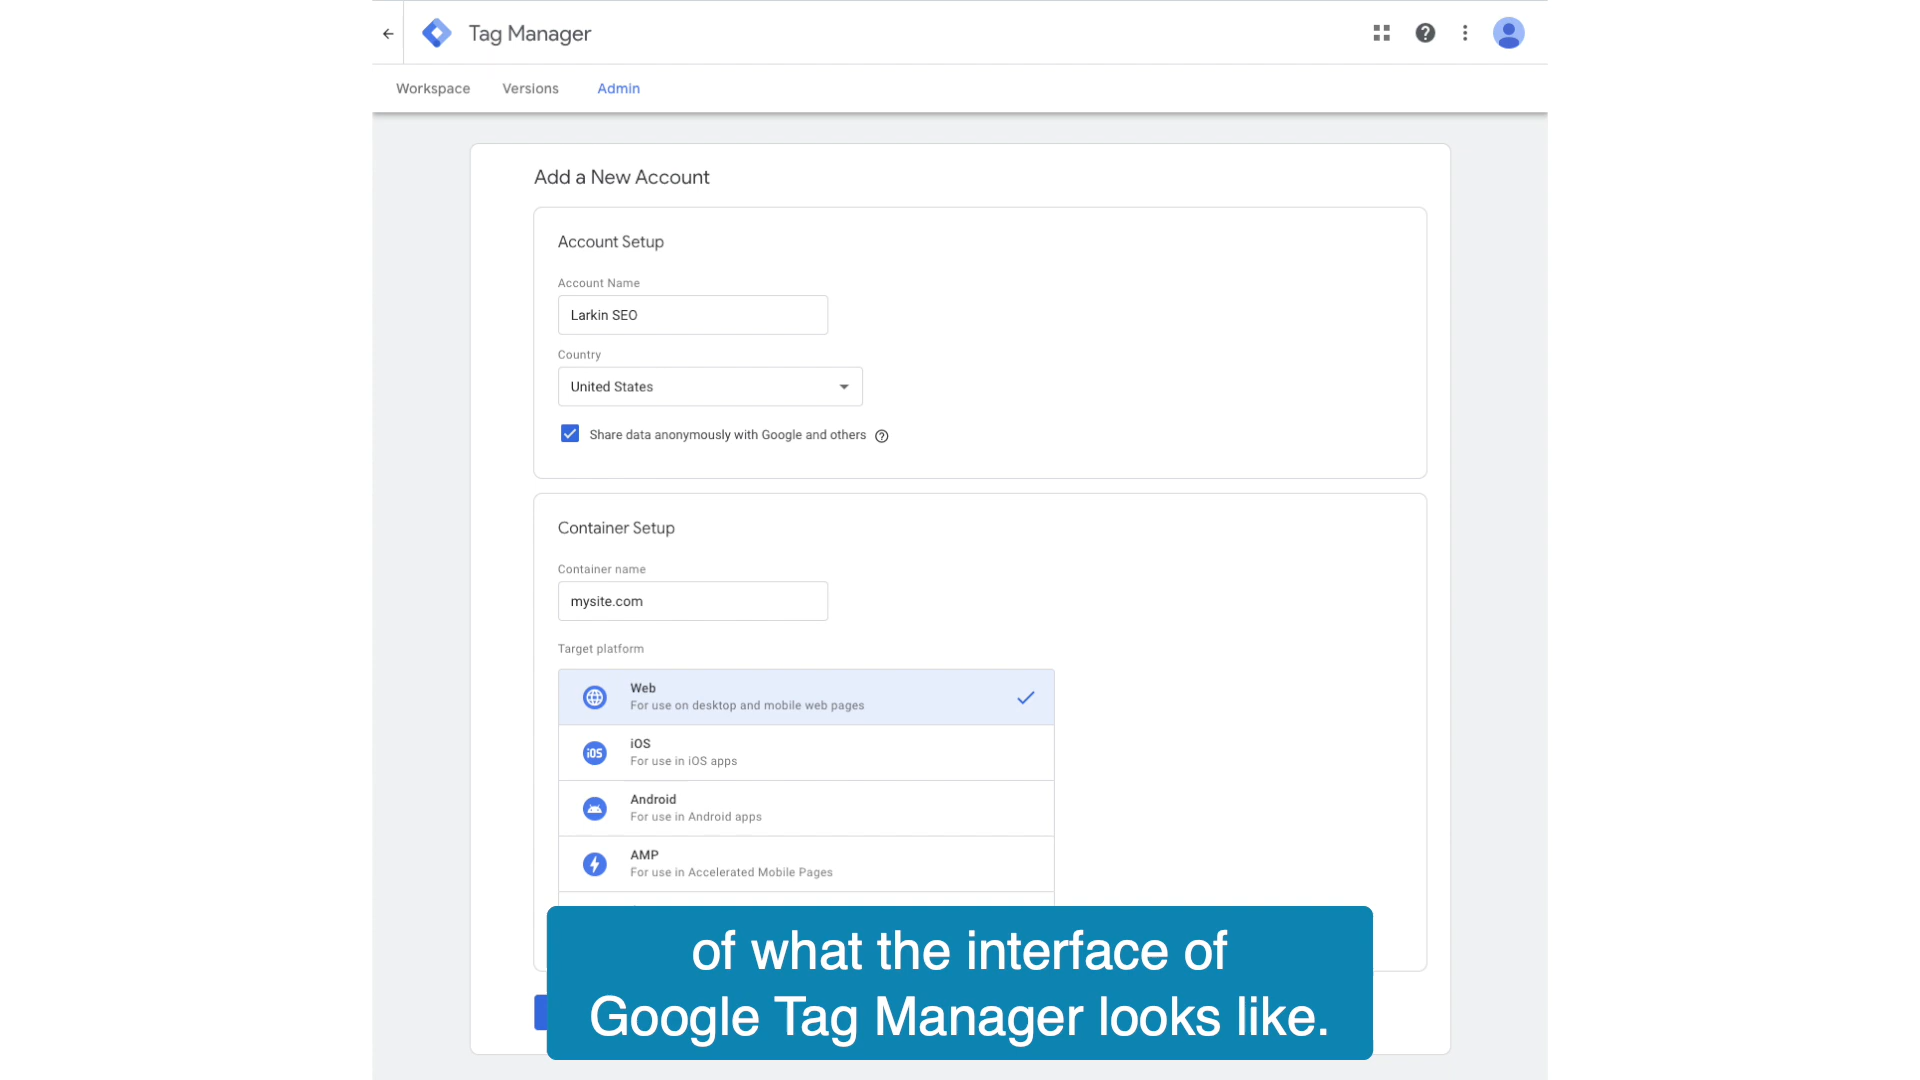 Tag Manager
Workspace Versions Admin
Add a New Account
Account Setup
Account Name
Larkin SEO
Country
United States
Share data anonymously with Google and others
Container Setup
Container name
mysite.com
Target platform
Web
For use on desktop and mobile web pages
iOS
iOS
For use in iOS apps
Android
For use in Android apps
AMP
For use in Accelerated Mobile Pages
of what the interface of
Google Tag Manager looks like.